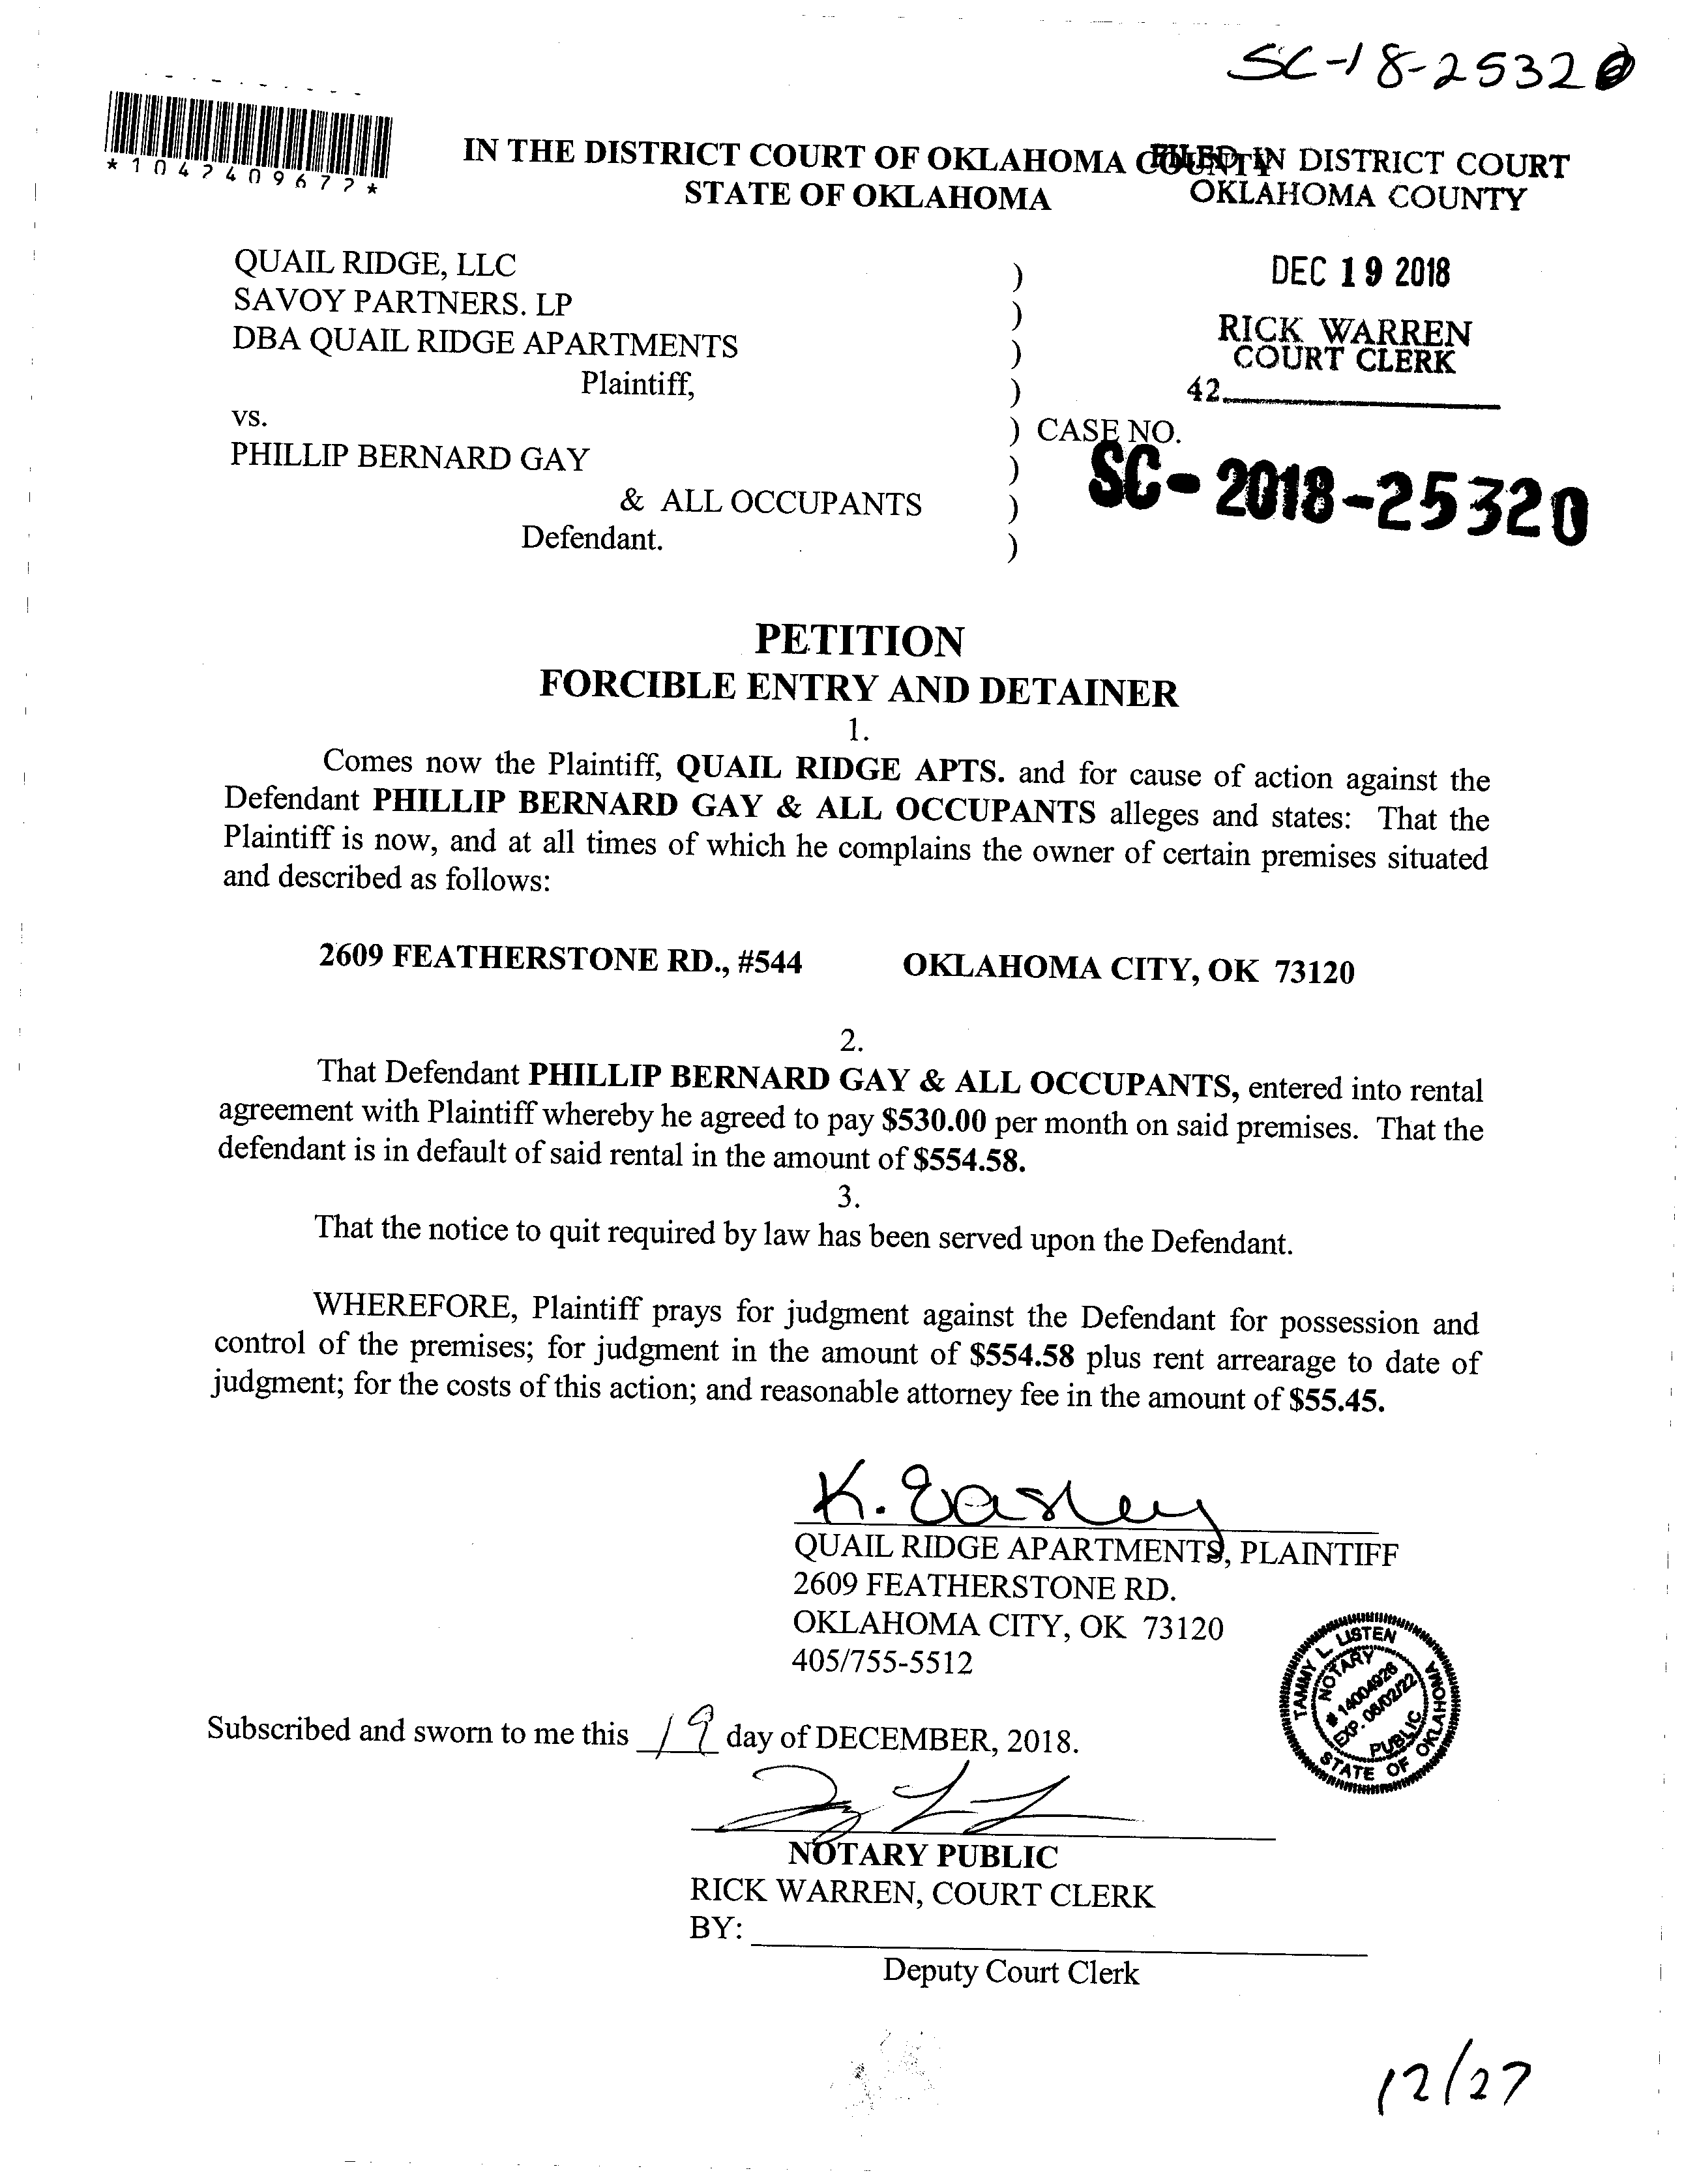 SC-18-25320
*1042409672*
IN THE DISTRICT COURT OF OKLAHOMA COUNTY
STATE OF OKLAHOMA
FILED IN DISTRICT COURT
OKLAHOMA COUNTY
DEC 19 2018
RICK WARREN
COURT CLERK
42
QUAIL RIDGE, LLC )
SAVOY PARTNERS. LP )
DBA QUAIL RIDGE APARTMENTS )
Plaintiff, )
vs. ) CASE NO.
PHILLIP BERNARD GAY )
SC-2018-25320
& ALL OCCUPANTS )
Defendant. )
PETITION
FORCIBLE ENTRY AND DETAINER
1.
Comes now the Plaintiff, QUAIL RIDGE APTS. and for cause of action against the
Defendant PHILLIP BERNARD GAY & ALL OCCUPANTS alleges and states: That the
Plaintiff is now, and at all times of which he complains the owner of certain premises situated
and described as follows:
2609 FEATHERSTONE RD., #544 OKLAHOMA CITY, OK 73120
2.
That Defendant PHILLIP BERNARD GAY & ALL OCCUPANTS, entered into rental
agreement with Plaintiff whereby he agreed to pay $530.00 per month on said premises. That the
defendant is in default of said rental in the amount of $554.58.
3.
That the notice to quit required by law has been served upon the Defendant.
WHEREFORE, Plaintiff prays for judgment against the Defendant for possession and
control of the premises; for judgment in the amount of $554.58 plus rent arrearage to date of
judgment; for the costs of this action; and reasonable attorney fee in the amount of $55.45.
K. Easley
QUAIL RIDGE APARTMENTS, PLAINTIFF
2609 FEATHERSTONE RD.
OKLAHOMA CITY, OK 73120
405/755-5512
TAMMY L. LISTEN
NOTARY
# 14004926
EXP. 06/02/22
PUBLIC
STATE OF OKLAHOMA
Subscribed and sworn to me this 19 day of DECEMBER, 2018.
NOTARY PUBLIC
RICK WARREN, COURT CLERK
BY:
Deputy Court Clerk
12/27